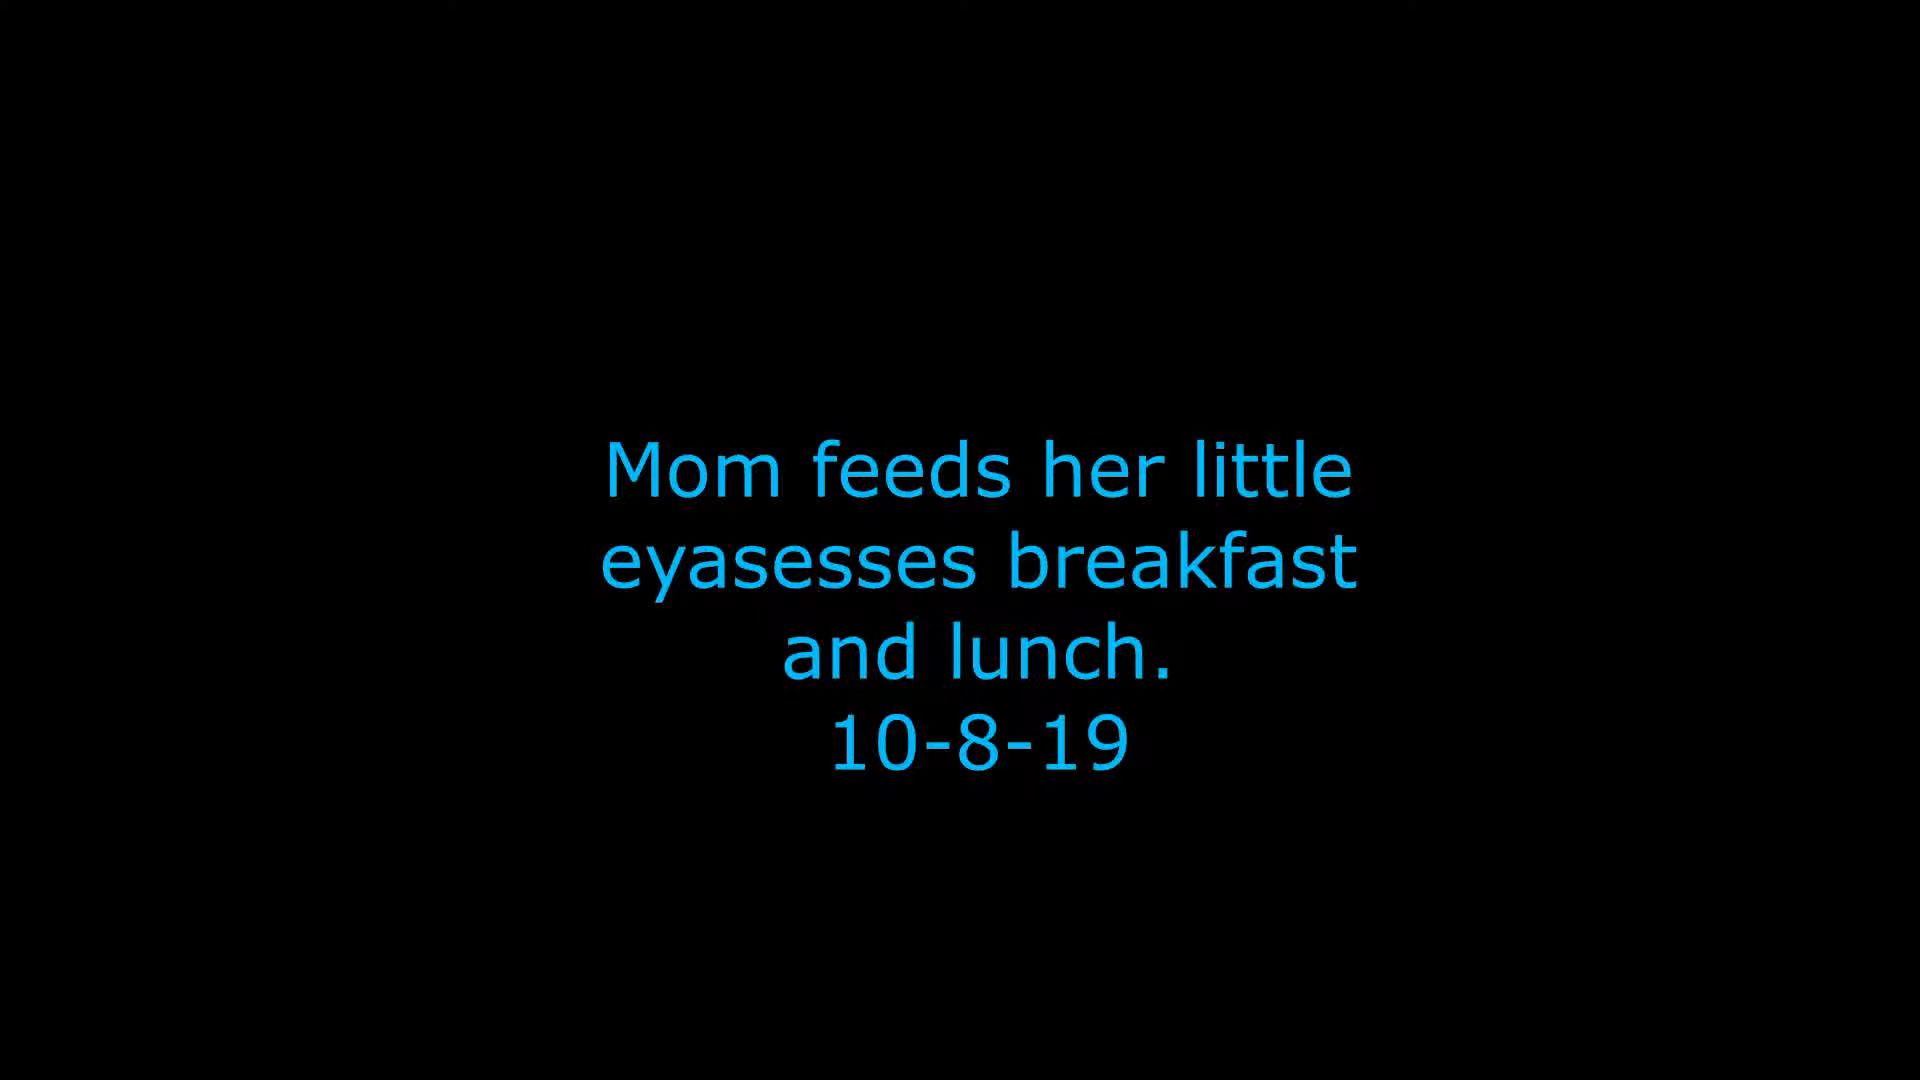 Mom feeds her little
eyasesses breakfast
and lunch.
10-8-19